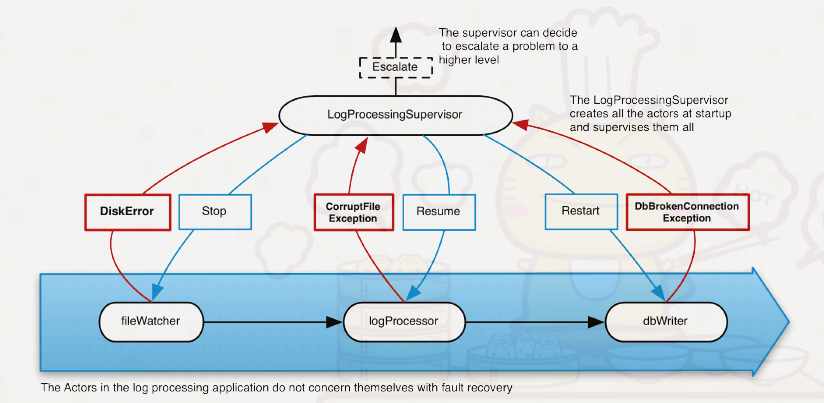 The supervisor can decide
to escalate a problem to a
higher level
Escalate
LogProcessingSupervisor
The LogProcessingSupervisor
creates all the actors at startup
and supervises them all
DiskError
Stop
CorruptFile
Exception
Resume
Restart
DbBrokenConnection
Exception
fileWatcher
logProcessor
dbWriter
The Actors in the log processing application do not concern themselves with fault recovery
HOT